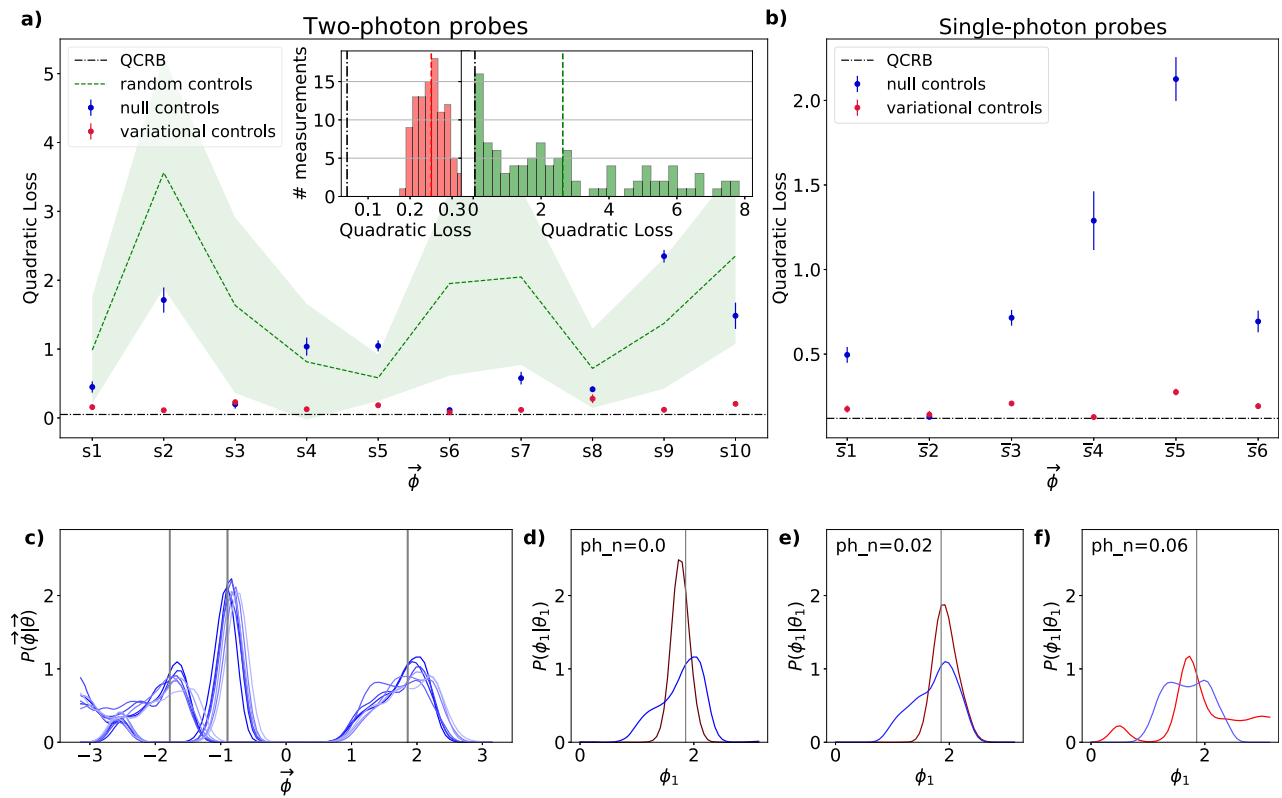 a)
Two-photon probes
QCRB
random controls
null controls
variational controls
Quadratic Loss
5
4
3
2
1
0
s1 s2 s3 s4 s5 s6 s7 s8 s9 s10
→ϕ
# measurements
15
10
5
0
0.1 0.2 0.3
Quadratic Loss
0 2 4 6 8
Quadratic Loss
b)
Single-photon probes
QCRB
null controls
variational controls
Quadratic Loss
2.0
1.5
1.0
0.5
s̅1 s̅2 s̅3 s̅4 s̅5 s̅6
→ϕ
c)
P(→ϕ|→θ)
2
1
0
−3 −2 −1 0 1 2 3
→ϕ
d)
ph_n=0.0
P(ϕ₁|θ₁)
2
1
0
0 2
ϕ₁
e)
ph_n=0.02
P(ϕ₁|θ₁)
2
1
0
0 2
ϕ₁
f)
ph_n=0.06
P(ϕ₁|θ₁)
2
1
0
0 2
ϕ₁